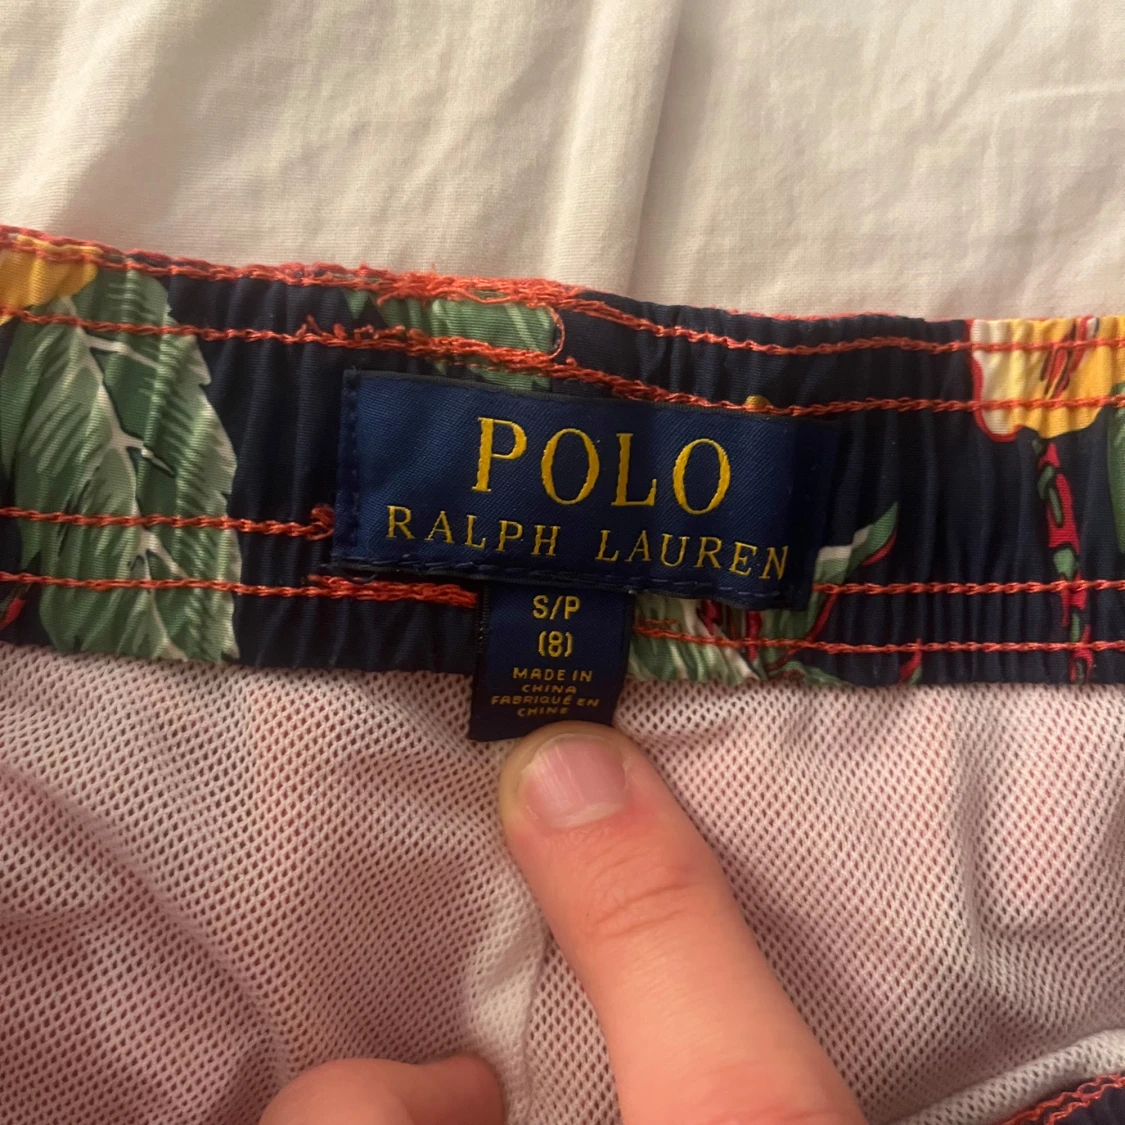 POLO
RALPH LAUREN
S/P
(8)
MADE IN
CHINA
FABRIQUÉ EN
CHINE